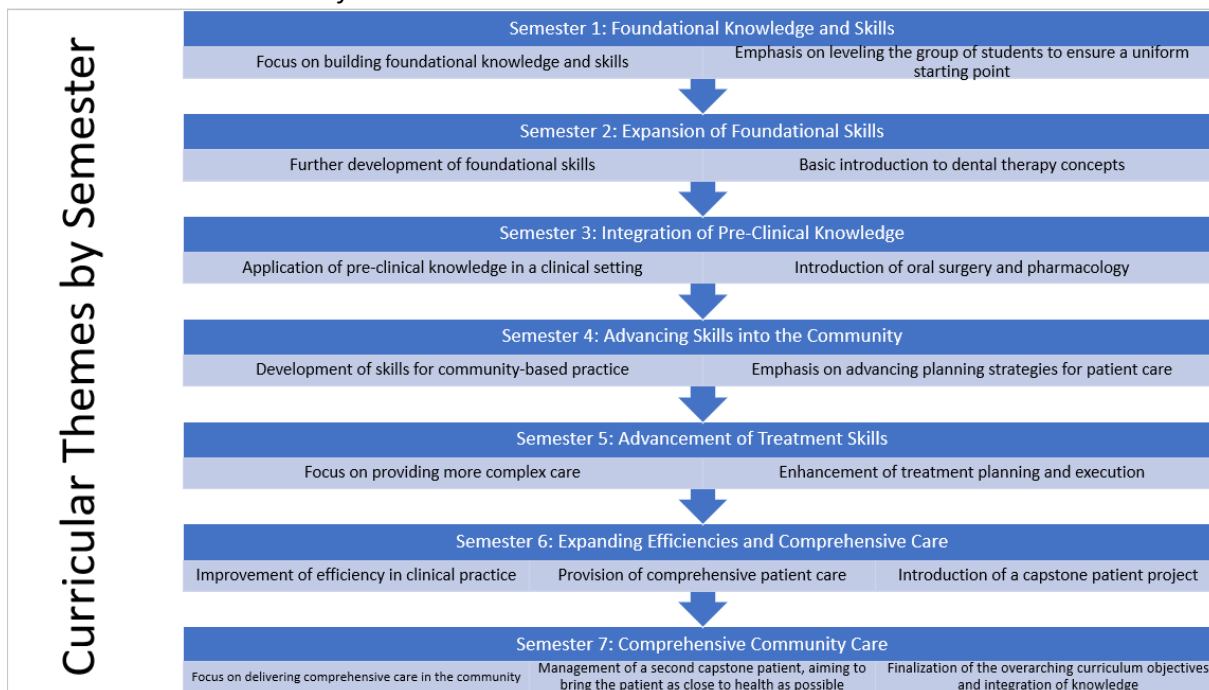 Curricular Themes by Semester
Semester 1: Foundational Knowledge and Skills
Focus on building foundational knowledge and skills
Emphasis on leveling the group of students to ensure a uniform
starting point
Semester 2: Expansion of Foundational Skills
Further development of foundational skills
Basic introduction to dental therapy concepts
Semester 3: Integration of Pre-Clinical Knowledge
Application of pre-clinical knowledge in a clinical setting
Introduction of oral surgery and pharmacology
Semester 4: Advancing Skills into the Community
Development of skills for community-based practice
Emphasis on advancing planning strategies for patient care
Semester 5: Advancement of Treatment Skills
Focus on providing more complex care
Enhancement of treatment planning and execution
Semester 6: Expanding Efficiencies and Comprehensive Care
Improvement of efficiency in clinical practice
Provision of comprehensive patient care
Introduction of a capstone patient project
Semester 7: Comprehensive Community Care
Focus on delivering comprehensive care in the community
Management of a second capstone patient, aiming to
bring the patient as close to health as possible
Finalization of the overarching curriculum objectives
and integration of knowledge